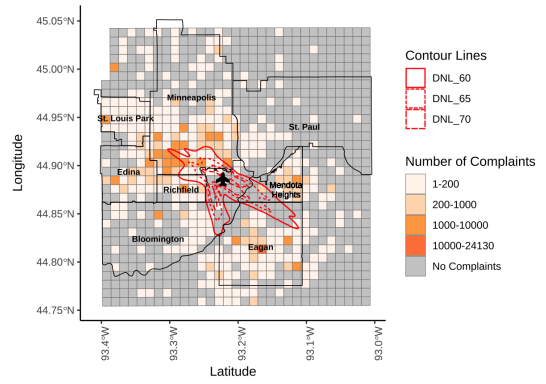 45.05°N
45.00°N
44.95°N
44.90°N
44.85°N
44.80°N
44.75°N
Longitude
Minneapolis
St. Louis Park
St. Paul
Edina
Richfield
Mendota
Heights
Bloomington
Eagan
93.4°W
93.3°W
93.2°W
93.1°W
93.0°W
Latitude
Contour Lines
DNL_60
DNL_65
DNL_70
Number of Complaints
1-200
200-1000
1000-10000
10000-24130
No Complaints